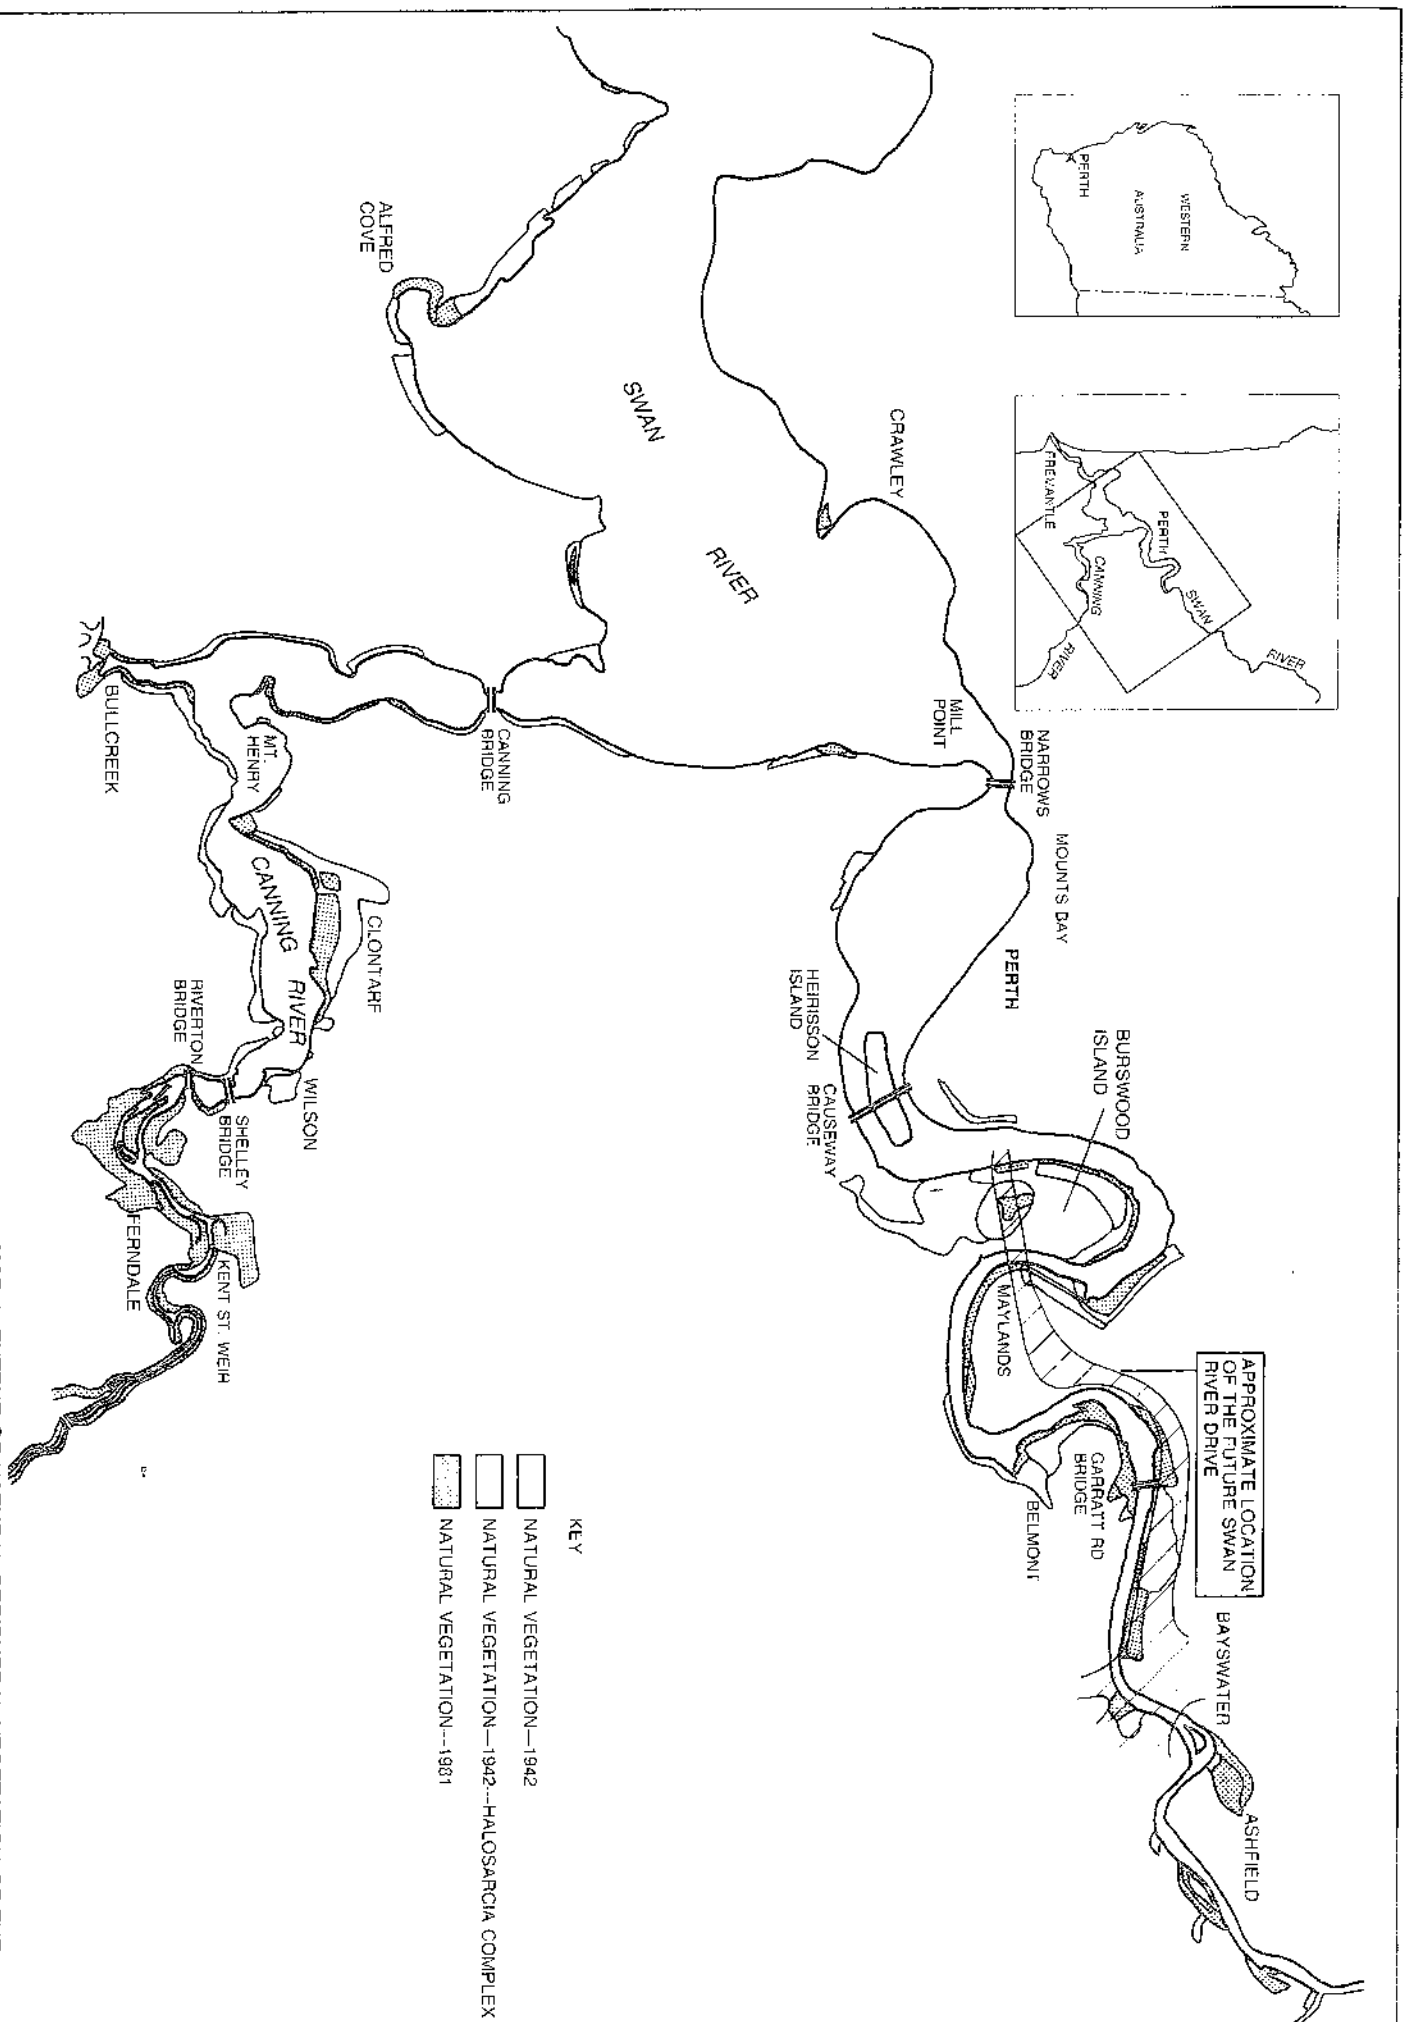 WESTERN
AUSTRALIA
PERTH
FREMANTLE
PERTH
CANNING
SWAN
RIVER
RIVER
ALFRED
COVE
SWAN
RIVER
CRAWLEY
MILL
POINT
NARROWS
BRIDGE
MOUNTS BAY
PERTH
CANNING
BRIDGE
BULLCREEK
MT.
HENRY
CANNING
RIVER
CLONTARF
RIVERTON
BRIDGE
WILSON
SHELLEY
BRIDGE
FERNDALE
KENT ST. WEIR
HEIRISSON
ISLAND
CAUSEWAY
BRIDGE
BURSWOOD
ISLAND
MAYLANDS
APPROXIMATE LOCATION
OF THE FUTURE SWAN
RIVER DRIVE
GARRATT RD
BRIDGE
BELMONT
BAYSWATER
ASHFIELD
KEY
NATURAL VEGETATION—1942
NATURAL VEGETATION—1942---HALOSARCIA COMPLEX
NATURAL VEGETATION---1981